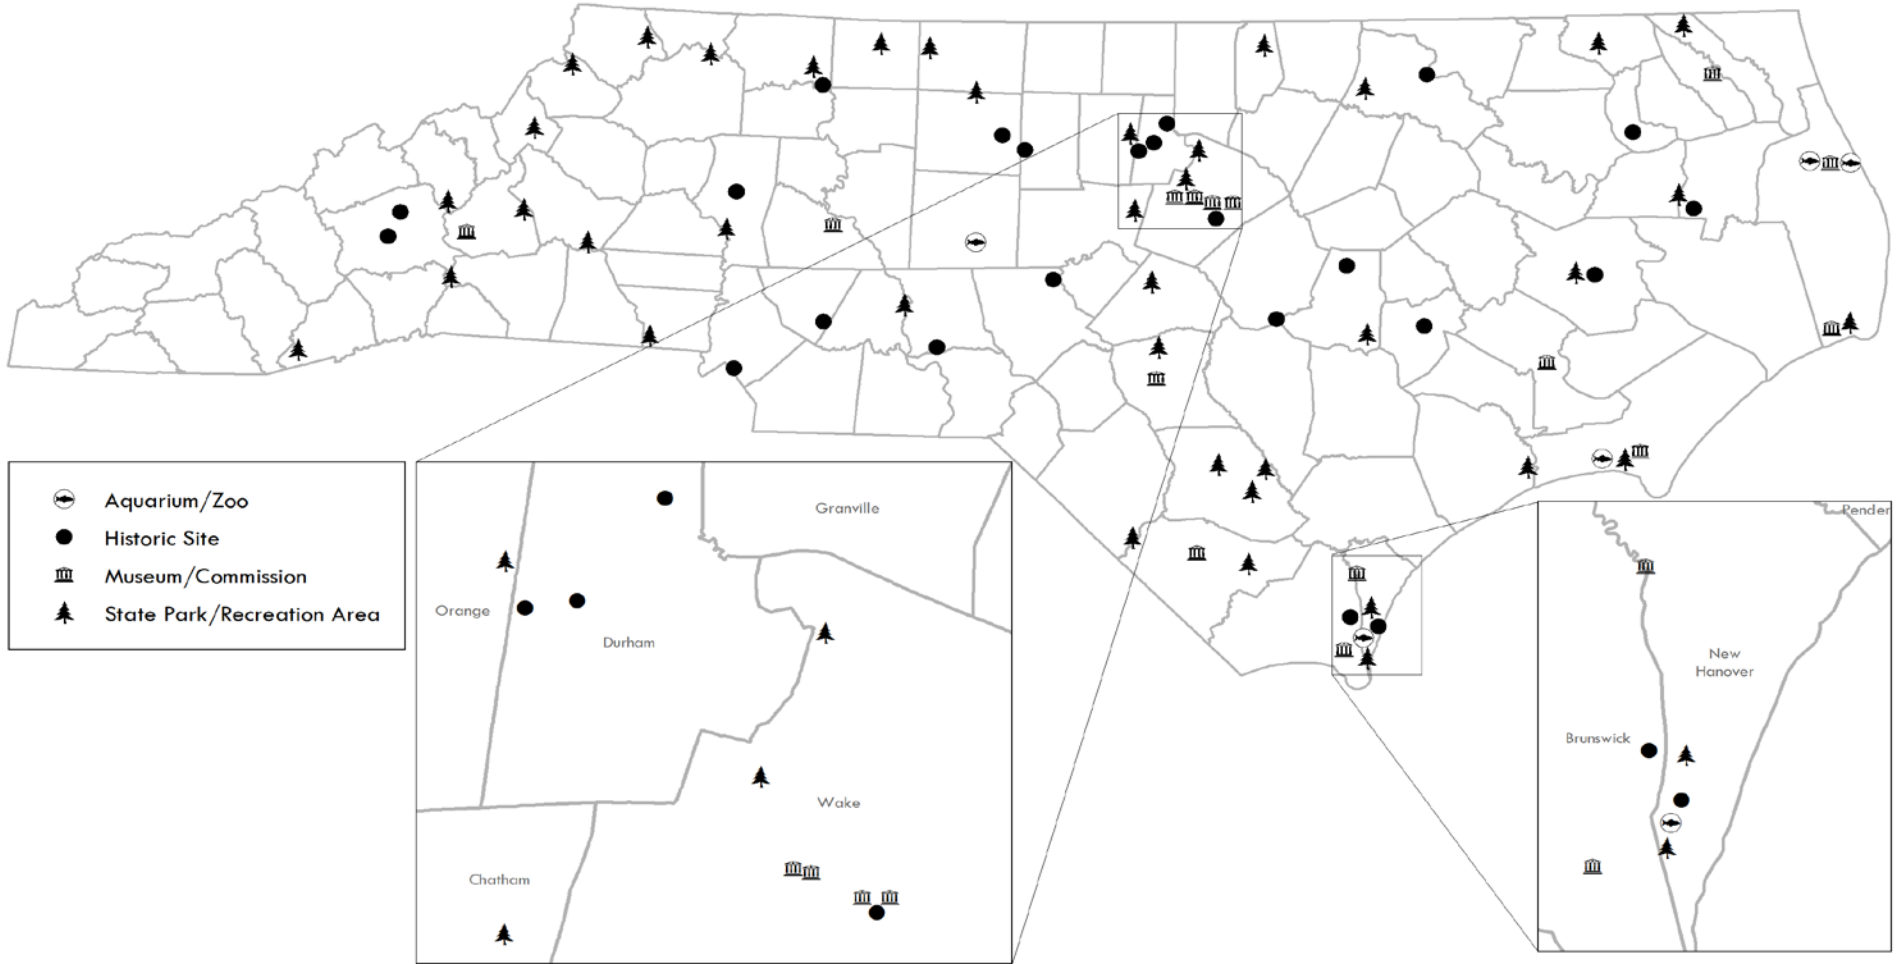 Aquarium/Zoo
Historic Site
Museum/Commission
State Park/Recreation Area
Granville
Orange
Durham
Wake
Chatham
Pender
New
Hanover
Brunswick